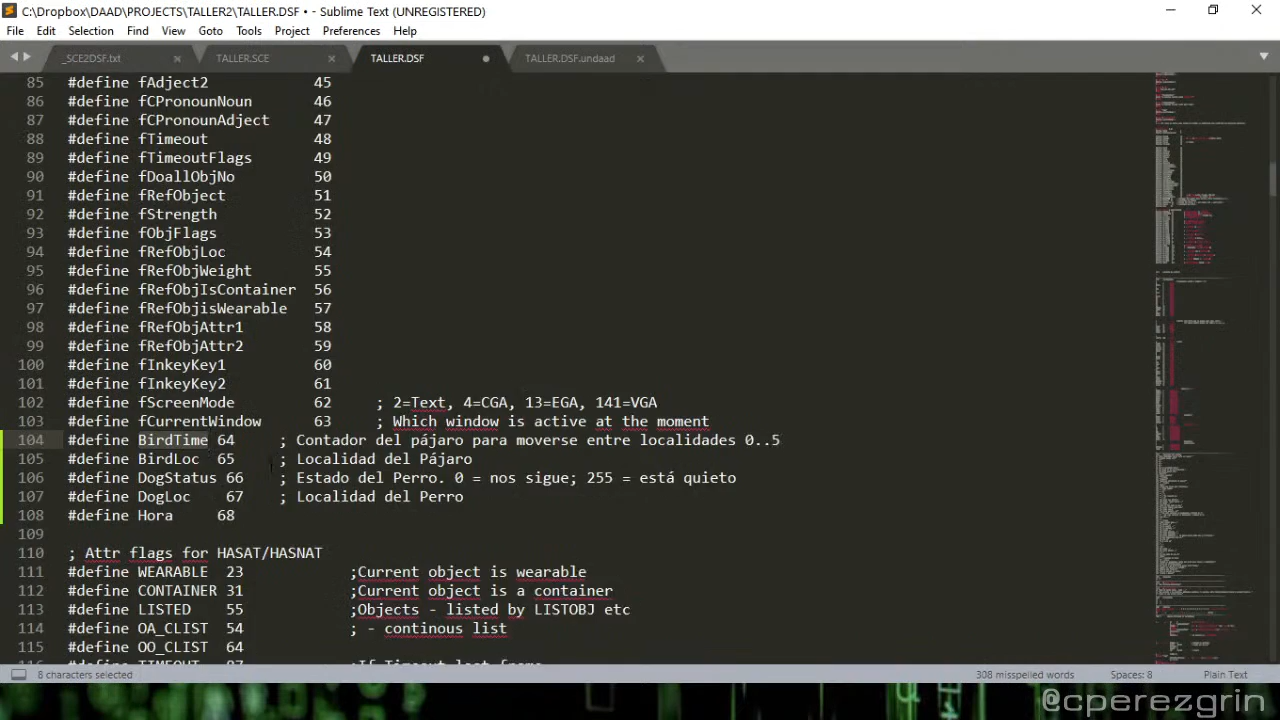 C:\Dropbox\DAAD\PROJECTS\TALLER2\TALLER.DSF • - Sublime Text (UNREGISTERED)
File Edit Selection Find View Goto Tools Project Preferences Help
_SCE2DSF.txt TALLER.SCE TALLER.DSF TALLER.DSF.undaad
85 #define fAdject2 45
86 #define fCPronounNoun 46
87 #define fCPronounAdject 47
88 #define fTimeout 48
89 #define fTimeoutFlags 49
90 #define fDoallObjNo 50
91 #define fRefObject 51
92 #define fStrength 52
93 #define fObjFlags 53
94 #define fRefObjLoc 54
95 #define fRefObjWeight 55
96 #define fRefObjIsContainer 56
97 #define fRefObjisWearable 57
98 #define fRefObjAttr1 58
99 #define fRefObjAttr2 59
100 #define fInkeyKey1 60
101 #define fInkeyKey2 61
102 #define fScreenMode 62 ; 2=Text, 4=CGA, 13=EGA, 141=VGA
103 #define fCurrentWindow 63 ; Which window is active at the moment
104 #define BirdTime 64 ; Contador del pájaro para moverse entre localidades 0..5
105 #define BirdLoc 65 ; Localidad del Pájaro
106 #define DogStatus 66 ; Estado del Perro. = nos sigie; 255 = está quieto
107 #define DogLoc 67 ; Localidad del Perro
108 #define Hora 68
109
110 ; Attr flags for HASAT/HASNAT
111 #define WEARABLE 23 ;Current object is wearable
112 #define CONTAINER 31 ;Current object is a container
113 #define LISTED 55 ;Objects - listed by LISTOBJ etc
114 #define OA_CLIST 54 ; - continous list
115 #define OO_CLIST 64
116 #define TIMEOUT 87 ;If Timeout last frame
8 characters selected 308 misspelled words Spaces: 8 Plain Text
@cperezgrin